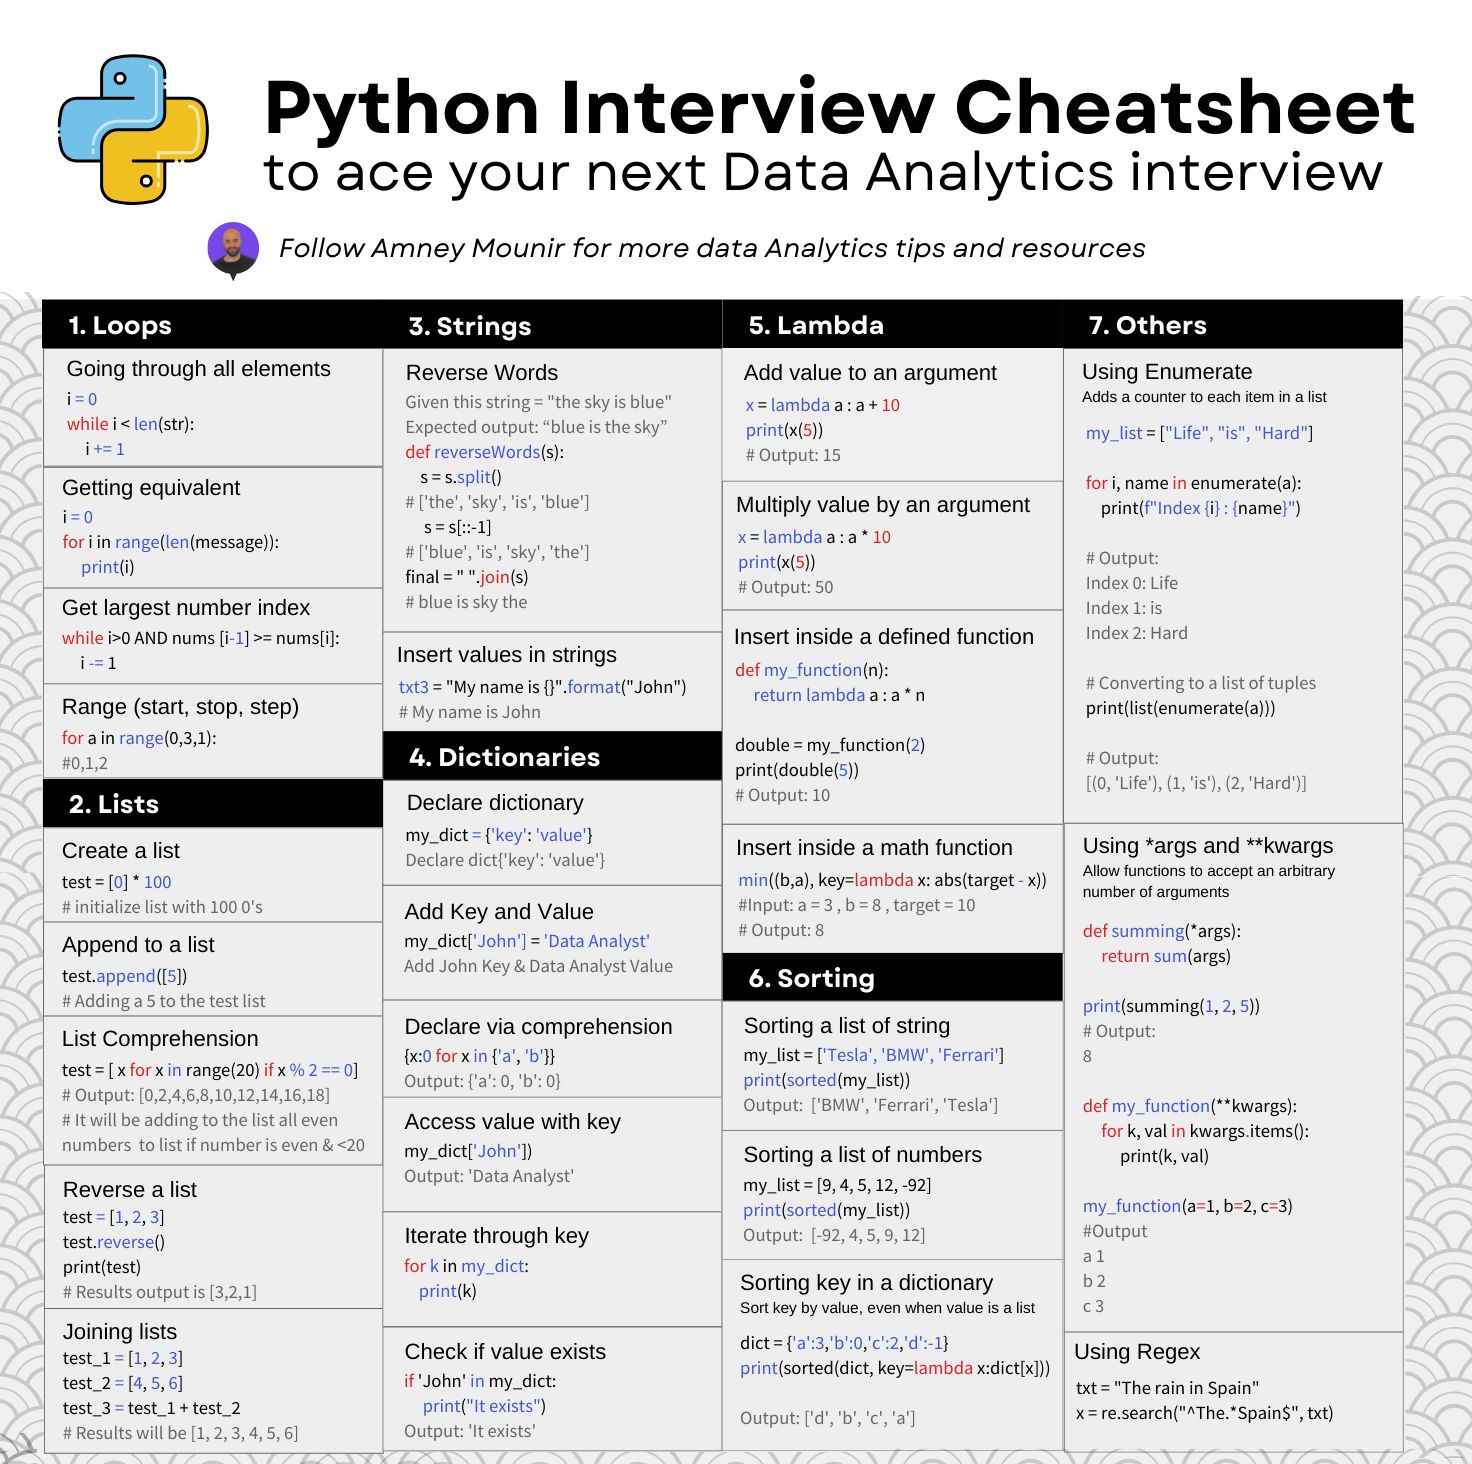 Python Interview Cheatsheet
to ace your next Data Analytics interview
Follow Amney Mounir for more data Analytics tips and resources
1. Loops
Going through all elements
i = 0
while i < len(str):
i += 1
Getting equivalent
i = 0
for i in range(len(message)):
print(i)
Get largest number index
while i>0 AND nums [i-1] >= nums[i]:
i -= 1
Range (start, stop, step)
for a in range(0,3,1):
#0,1,2
2. Lists
Create a list
test = [0] * 100
# initialize list with 100 0's
Append to a list
test.append([5])
# Adding a 5 to the test list
List Comprehension
test = [ x for x in range(20) if x % 2 == 0]
# Output: [0,2,4,6,8,10,12,14,16,18]
# It will be adding to the list all even
numbers  to list if number is even & <20
Reverse a list
test = [1, 2, 3]
test.reverse()
print(test)
# Results output is [3,2,1]
Joining lists
test_1 = [1, 2, 3]
test_2 = [4, 5, 6]
test_3 = test_1 + test_2
# Results will be [1, 2, 3, 4, 5, 6]
3. Strings
Reverse Words
Given this string = "the sky is blue"
Expected output: “blue is the sky”
def reverseWords(s):
s = s.split()
# ['the', 'sky', 'is', 'blue']
s = s[::-1]
# ['blue', 'is', 'sky', 'the']
final = " ".join(s)
# blue is sky the
Insert values in strings
txt3 = "My name is {}".format("John")
# My name is John
4. Dictionaries
Declare dictionary
my_dict = {'key': 'value'}
Declare dict{'key': 'value'}
Add Key and Value
my_dict['John'] = 'Data Analyst'
Add John Key & Data Analyst Value
Declare via comprehension
{x:0 for x in {'a', 'b'}}
Output: {'a': 0, 'b': 0}
Access value with key
my_dict['John'])
Output: 'Data Analyst'
Iterate through key
for k in my_dict:
print(k)
Check if value exists
if 'John' in my_dict:
print("It exists")
Output: 'It exists'
5. Lambda
Add value to an argument
x = lambda a : a + 10
print(x(5))
# Output: 15
Multiply value by an argument
x = lambda a : a * 10
print(x(5))
# Output: 50
Insert inside a defined function
def my_function(n):
return lambda a : a * n
double = my_function(2)
print(double(5))
# Output: 10
Insert inside a math function
min((b,a), key=lambda x: abs(target - x))
#Input: a = 3 , b = 8 , target = 10
# Output: 8
6. Sorting
Sorting a list of string
my_list = ['Tesla', 'BMW', 'Ferrari']
print(sorted(my_list))
Output:  ['BMW', 'Ferrari', 'Tesla']
Sorting a list of numbers
my_list = [9, 4, 5, 12, -92]
print(sorted(my_list))
Output:  [-92, 4, 5, 9, 12]
Sorting key in a dictionary
Sort key by value, even when value is a list
dict = {'a':3,'b':0,'c':2,'d':-1}
print(sorted(dict, key=lambda x:dict[x]))
Output: ['d', 'b', 'c', 'a']
7. Others
Using Enumerate
Adds a counter to each item in a list
my_list = ["Life", "is", "Hard"]
for i, name in enumerate(a):
print(f"Index {i} : {name}")
# Output:
Index 0: Life
Index 1: is
Index 2: Hard
# Converting to a list of tuples
print(list(enumerate(a)))
# Output:
[(0, 'Life'), (1, 'is'), (2, 'Hard')]
Using *args and **kwargs
Allow functions to accept an arbitrary
number of arguments
def summing(*args):
return sum(args)
print(summing(1, 2, 5))
# Output:
8
def my_function(**kwargs):
for k, val in kwargs.items():
print(k, val)
my_function(a=1, b=2, c=3)
#Output
a 1
b 2
c 3
Using Regex
txt = "The rain in Spain"
x = re.search("^The.*Spain$", txt)